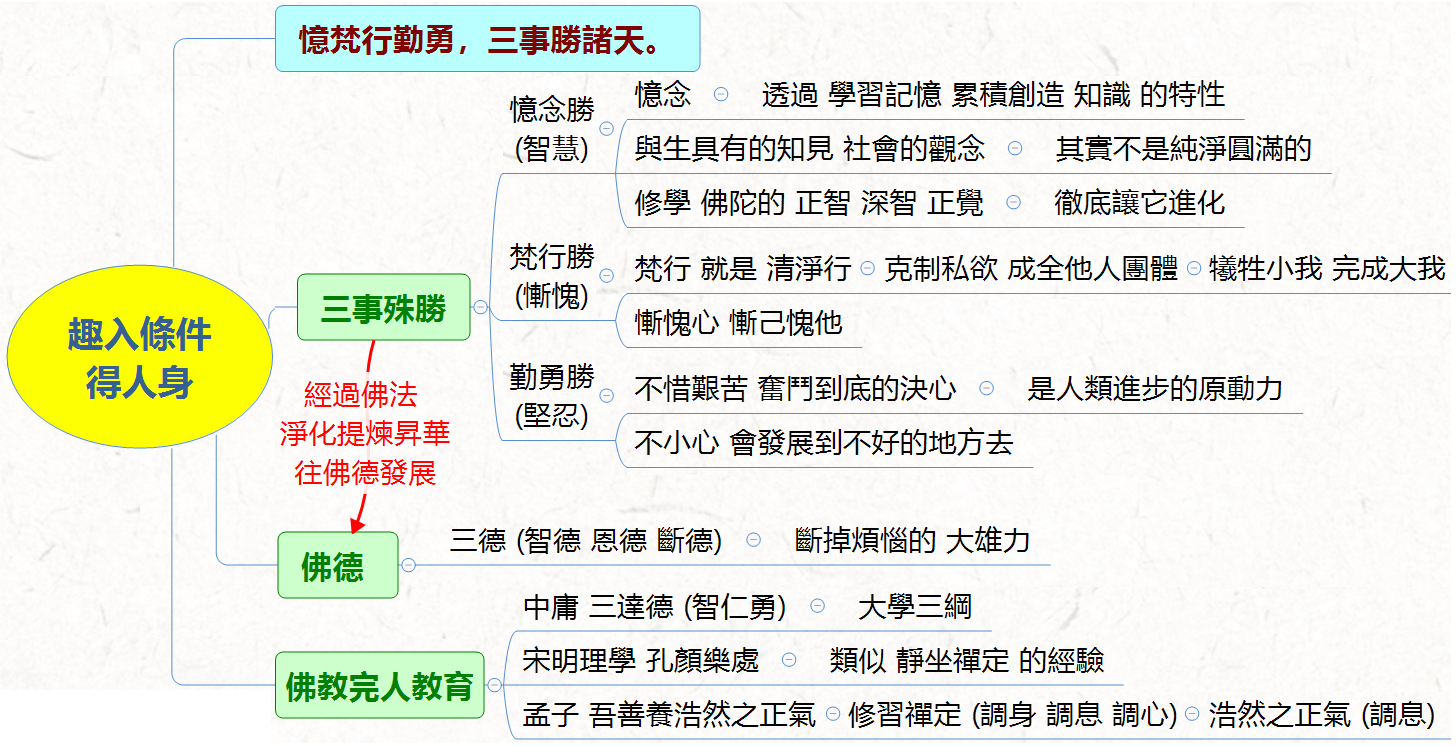 憶梵行勤勇，三事勝諸天。
趣入條件
得人身
三事殊勝
憶念勝
(智慧)
憶念
透過 學習記憶 累積創造 知識 的特性
與生具有的知見 社會的觀念
其實不是純淨圓滿的
修學 佛陀的 正智 深智 正覺
徹底讓它進化
梵行勝
(慚愧)
梵行 就是 清淨行
克制私欲 成全他人團體
犧牲小我 完成大我
慚愧心 慚己愧他
勤勇勝
(堅忍)
不惜艱苦 奮鬥到底的決心
是人類進步的原動力
不小心 會發展到不好的地方去
經過佛法
淨化提煉昇華
往佛德發展
佛德
三德 (智德 恩德 斷德)
斷掉煩惱的 大雄力
佛教完人教育
中庸 三達德 (智仁勇)
大學三綱
宋明理學 孔顏樂處
類似 靜坐禪定 的經驗
孟子 吾善養浩然之正氣
修習禪定 (調身 調息 調心)
浩然之正氣 (調息)